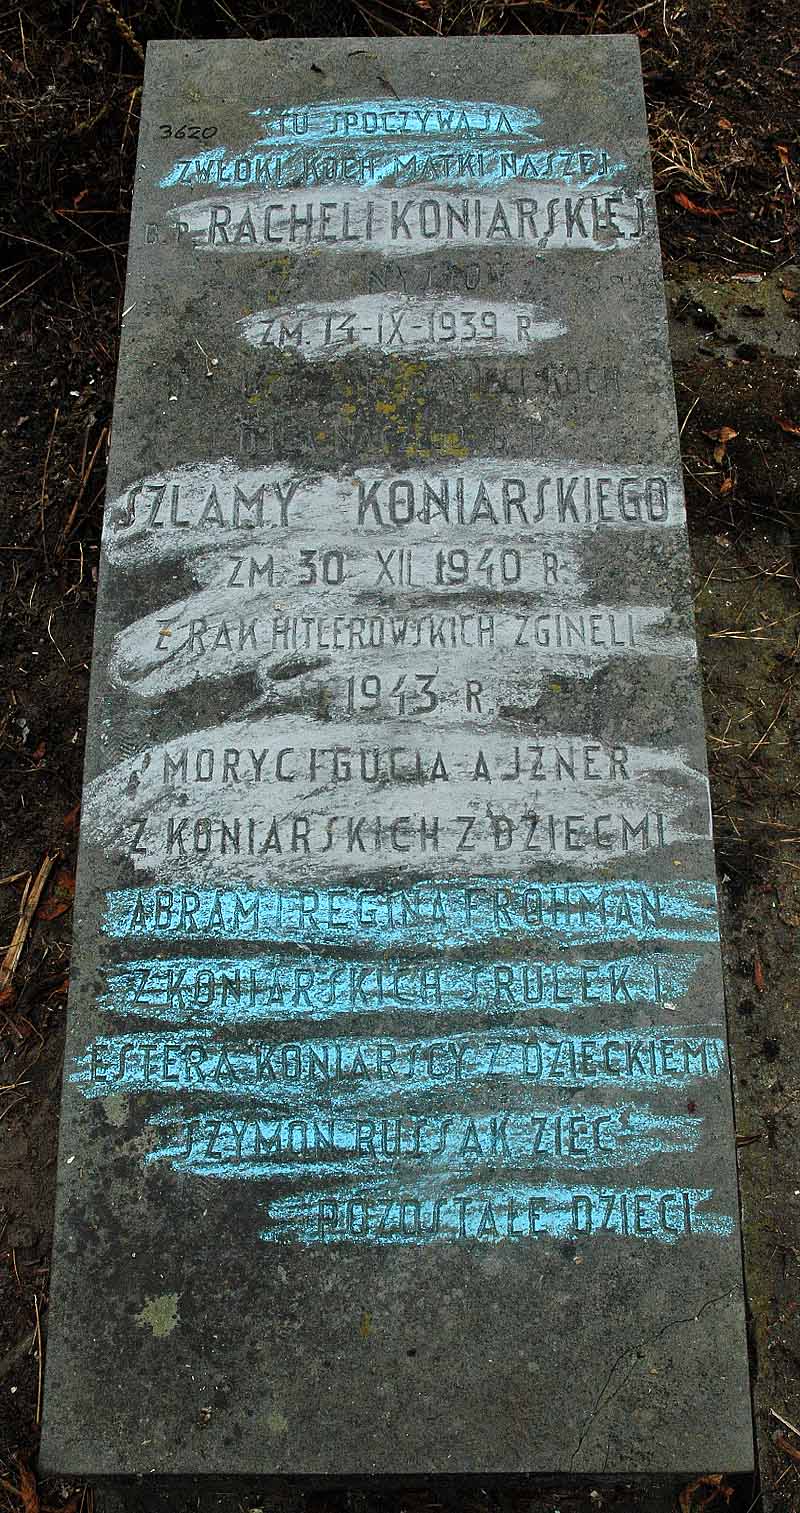 3620
TU SPOCZYWAJĄ
ZWŁOKI KOCH. MATKI NASZEJ
B.P. RACHELI KONIARSKIEJ
ZM. 14-IX-1939 R
KOCH
SZLAMY KONIARSKIEGO
ZM. 30 XII 1940 R.
Z RĄK HITLEROWSKICH ZGINĘLI
1943 R.
MORYC I GUCIA AJZNER
Z KONIARSKICH Z DZIEĆMI
ABRAM I REGINA FROHMAN
Z KONIARSKICH SRULEK I
ESTERA KONIARSCY Z DZIECKIEM
SZYMON RUSSAK ZIĘĆ
POZOSTAŁE DZIECI